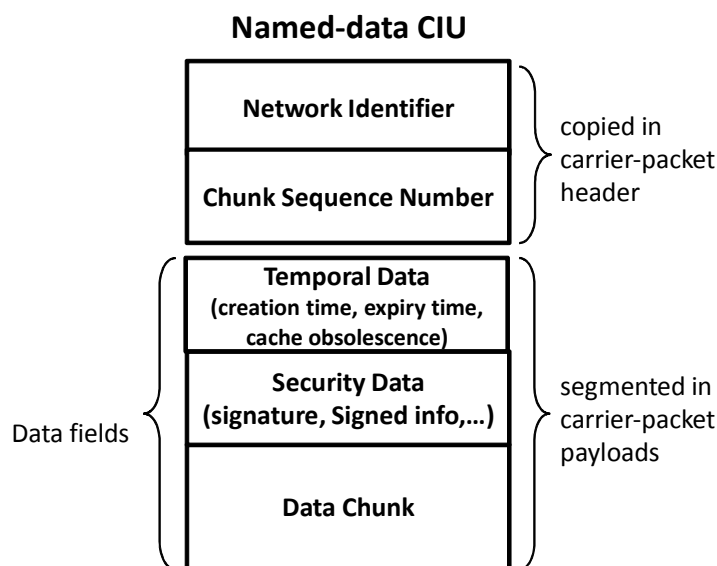 Named-data CIU
Network Identifier
Chunk Sequence Number
copied in
carrier-packet
header
Temporal Data
(creation time, expiry time,
cache obsolescence)
Security Data
(signature, Signed info,...)
Data Chunk
Data fields
segmented in
carrier-packet
payloads